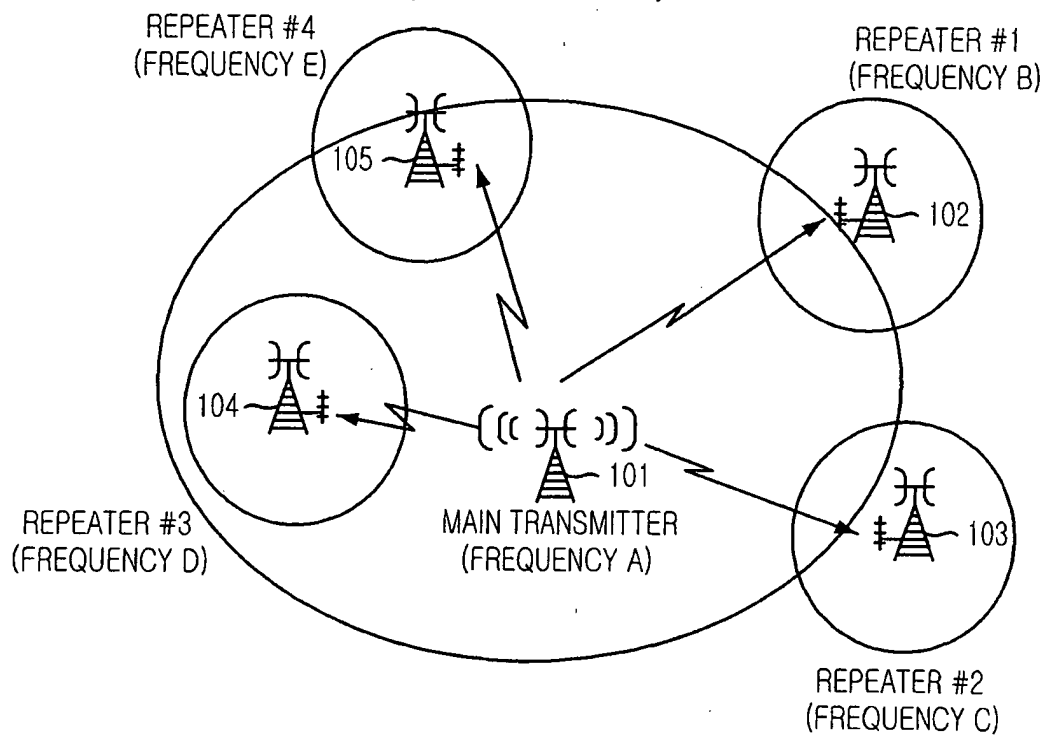 REPEATER #4
(FREQUENCY E)
REPEATER #1
(FREQUENCY B)
105
102
104
101
103
REPEATER #3
(FREQUENCY D)
MAIN TRANSMITTER
(FREQUENCY A)
REPEATER #2
(FREQUENCY C)